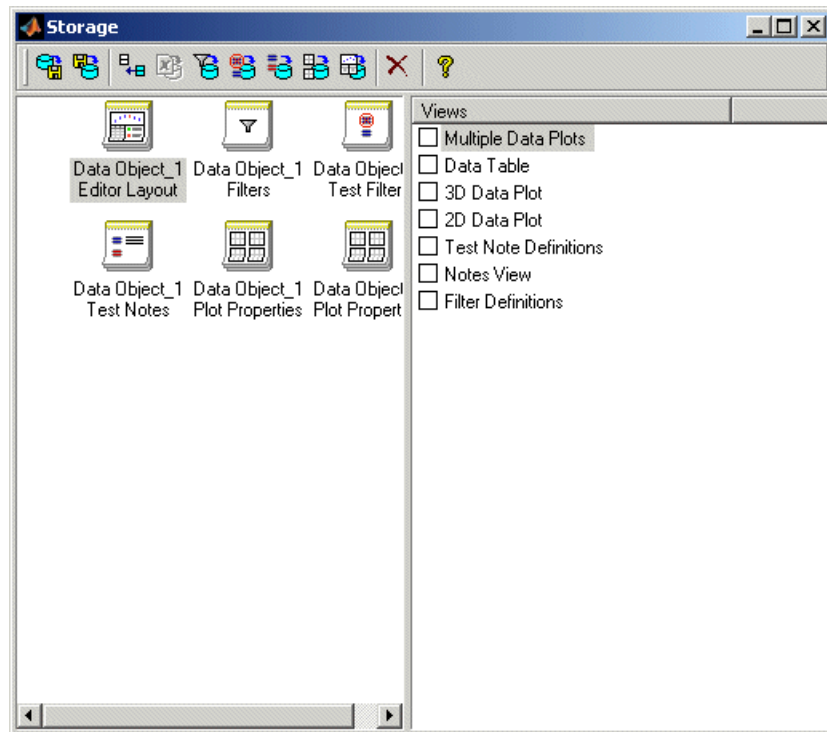 Storage
Data Object_1
Editor Layout
Data Object_1
Filters
Data Object
Test Filter
Data Object_1
Test Notes
Data Object_1
Plot Properties
Data Object
Plot Propert
Views
Multiple Data Plots
Data Table
3D Data Plot
2D Data Plot
Test Note Definitions
Notes View
Filter Definitions